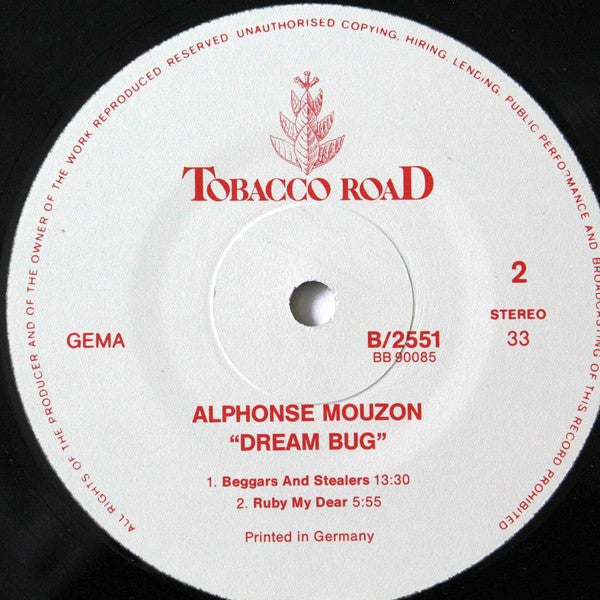 ALL RIGHTS OF THE PRODUCER AND OF THE OWNER OF THE WORK REPRODUCED RESERVED UNAUTHORISED COPYING, HIRING, LENDING, PUBLIC PERFORMANCE AND BROADCASTING OF THIS RECORD PROHIBITED
TOBACCO ROAD
2
STEREO
33
GEMA
B/2551
BB 90085
ALPHONSE MOUZON
“DREAM BUG”
1. Beggars And Stealers 13:30
2. Ruby My Dear 5:55
Printed in Germany